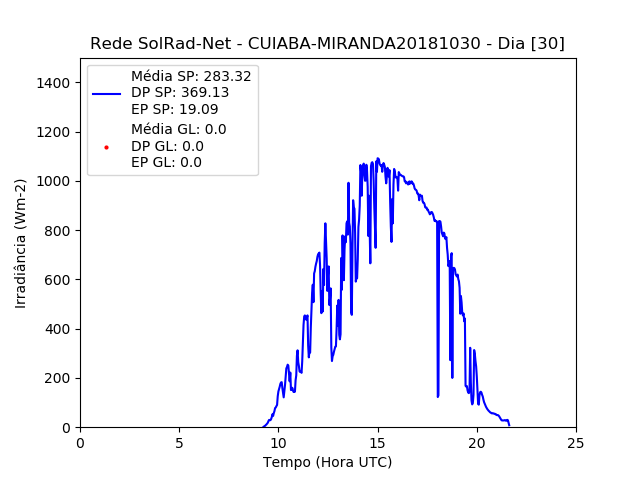 Rede SolRad-Net - CUIABA-MIRANDA20181030 - Dia [30]
Média SP: 283.32
DP SP: 369.13
EP SP: 19.09
Média GL: 0.0
DP GL: 0.0
EP GL: 0.0
Irradiância (Wm-2)
1400
1200
1000
800
600
400
200
0
0 5 10 15 20 25
Tempo (Hora UTC)